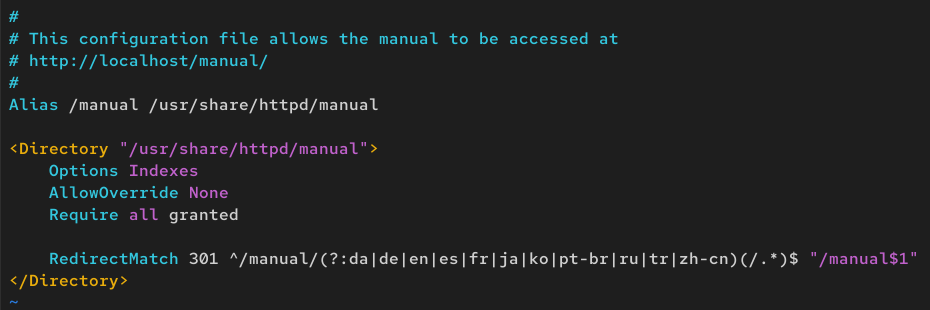 #
# This configuration file allows the manual to be accessed at
# http://localhost/manual/
#
Alias /manual /usr/share/httpd/manual

<Directory "/usr/share/httpd/manual">
    Options Indexes
    AllowOverride None
    Require all granted

    RedirectMatch 301 ^/manual/(?:da|de|en|es|fr|ja|ko|pt-br|ru|tr|zh-cn)(/.*)$ "/manual$1"
</Directory>
~